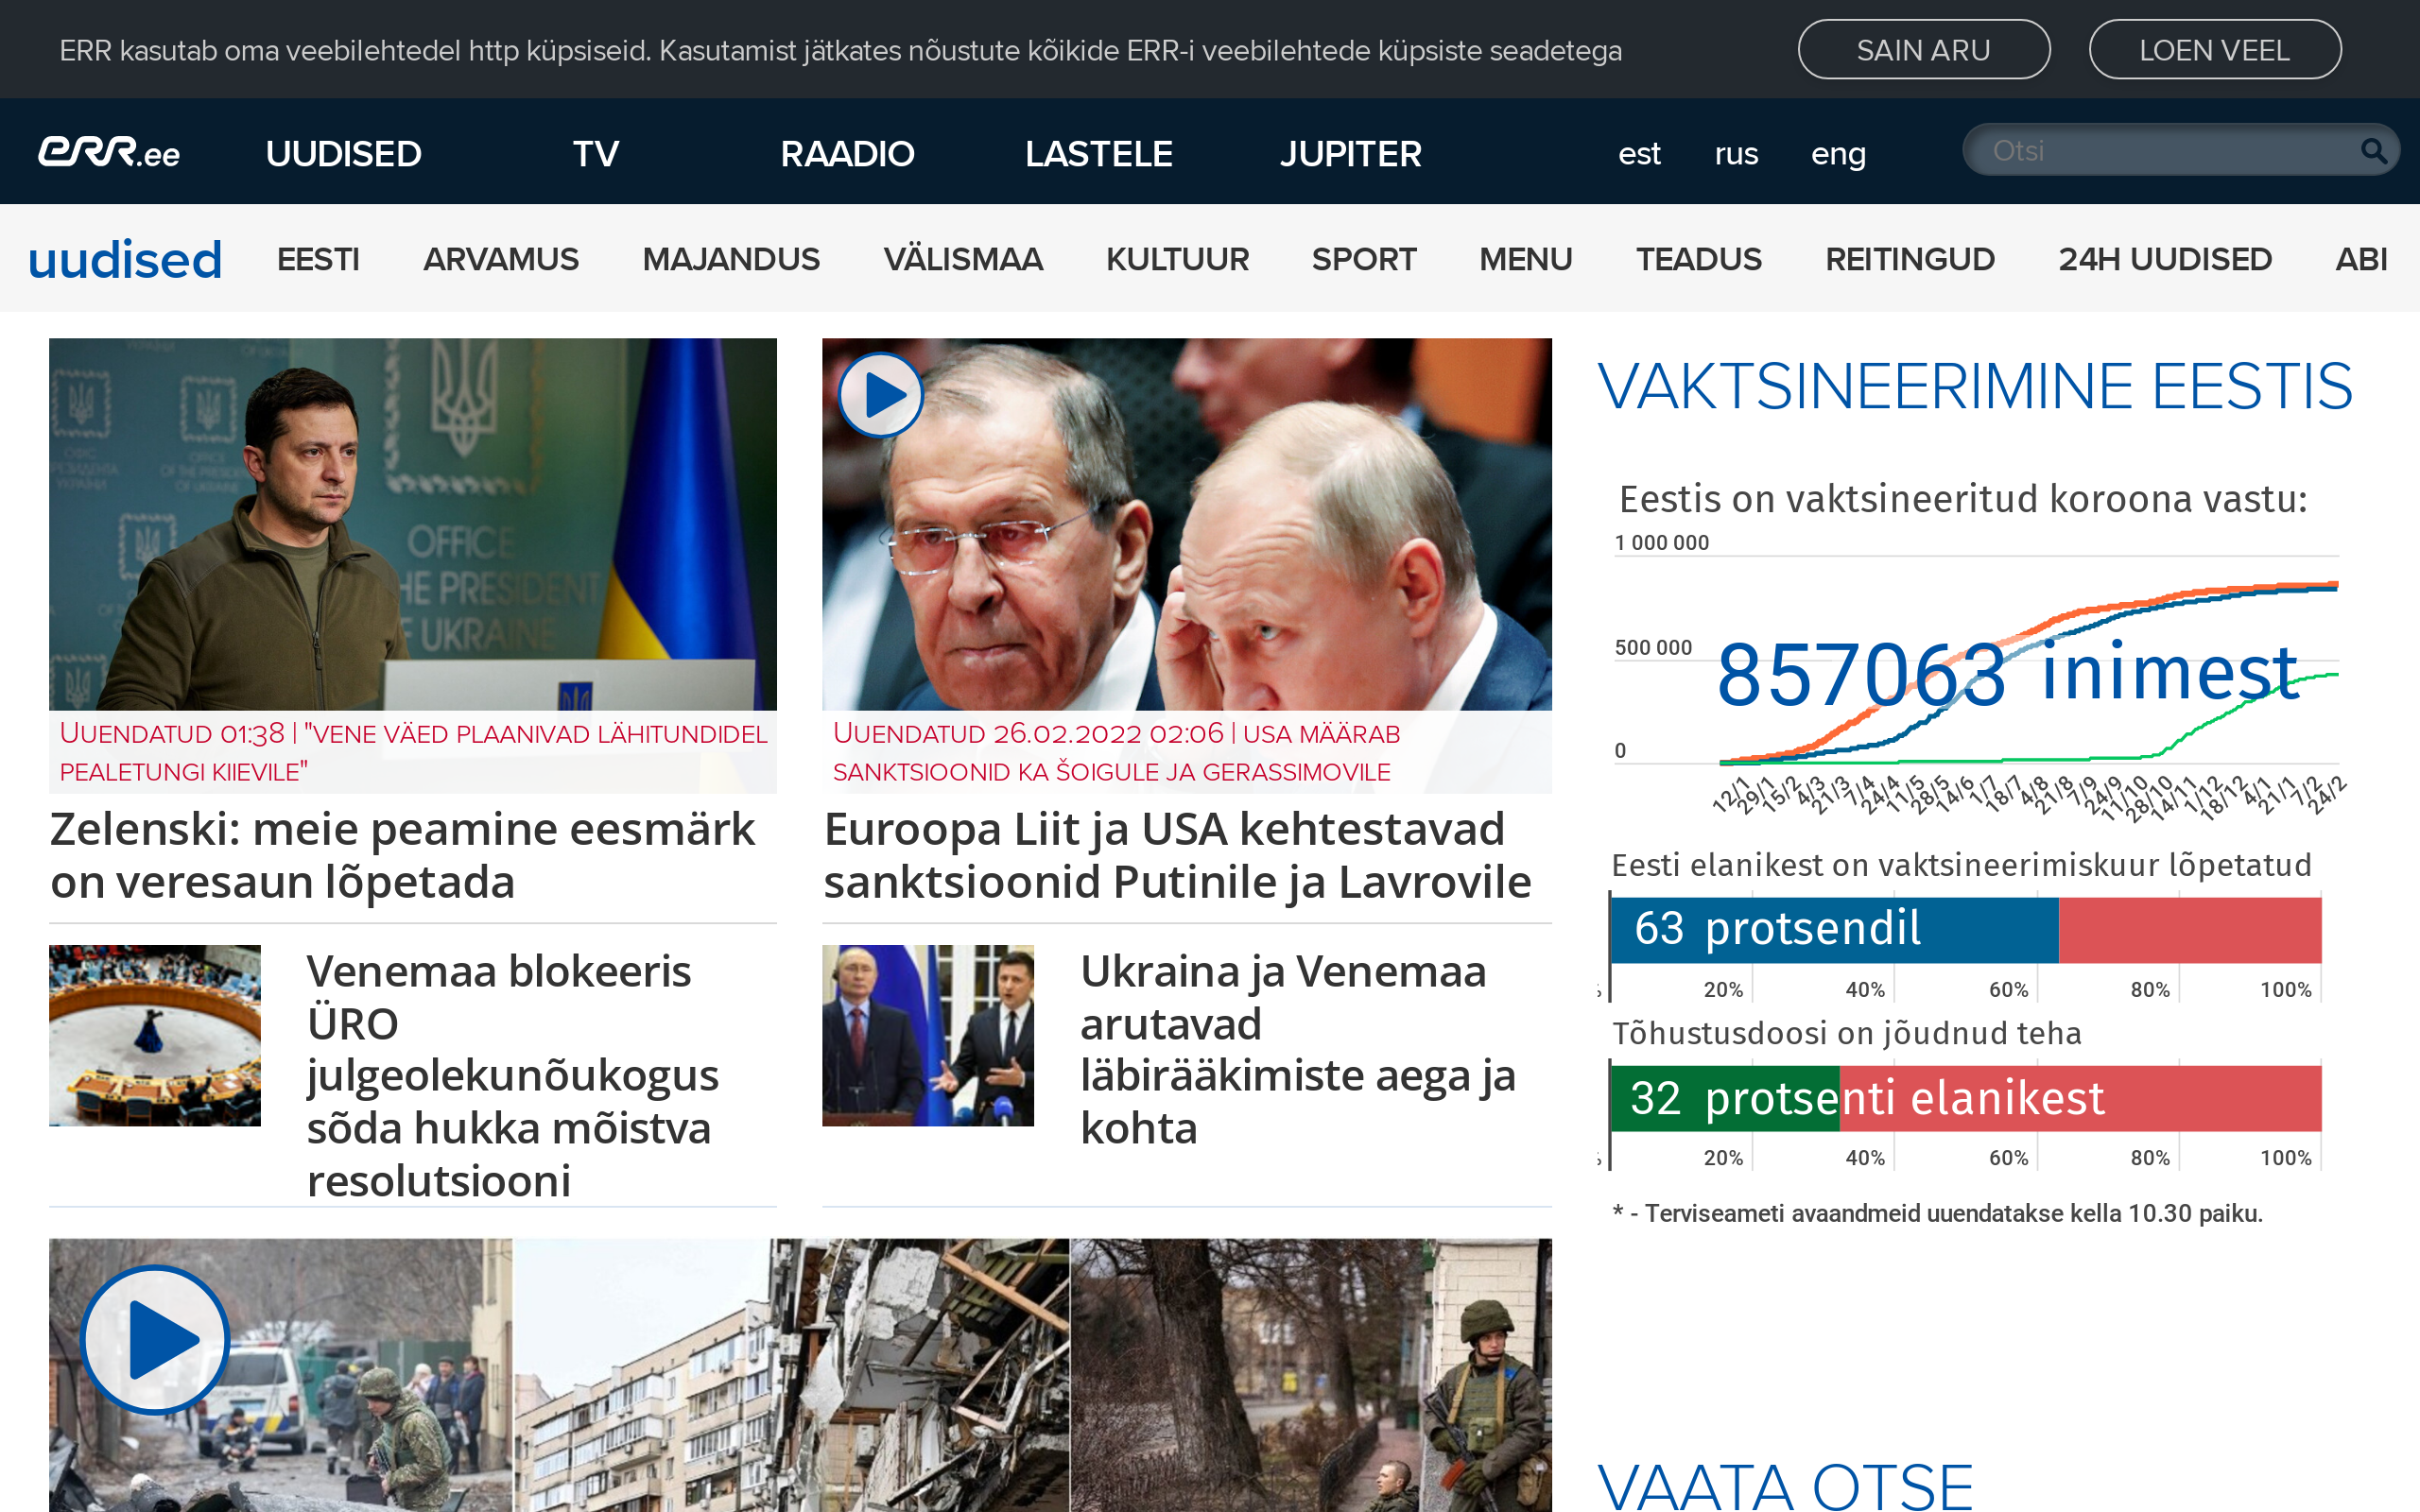 ERR kasutab oma veebilehtedel http küpsiseid. Kasutamist jätkates nõustute kõikide ERR-i veebilehtede küpsiste seadetega
SAIN ARU
LOEN VEEL
err.ee
UUDISED
TV
RAADIO
LASTELE
JUPITER
est
rus
eng
Otsi
uudised
EESTI
ARVAMUS
MAJANDUS
VÄLISMAA
KULTUUR
SPORT
MENU
TEADUS
REITINGUD
24H UUDISED
ABI
OFFICE
THE PRESIDENT
OF UKRAINE
UUENDATUD 01:38 | "VENE VÄED PLAANIVAD LÄHITUNDIDEL
PEALETUNGI KIIEVILE"
Zelenski: meie peamine eesmärk
on veresaun lõpetada
UUENDATUD 26.02.2022 02:06 | USA MÄÄRAB
SANKTSIOONID KA ŠOIGULE JA GERASSIMOVILE
Euroopa Liit ja USA kehtestavad
sanktsioonid Putinile ja Lavrovile
Venemaa blokeeris
ÜRO
julgeolekunõukogus
sõda hukka mõistva
resolutsiooni
Ukraina ja Venemaa
arutavad
läbirääkimiste aega ja
kohta
VAKTSINEERIMINE EESTIS
Eestis on vaktsineeritud koroona vastu:
1 000 000
500 000
857063 inimest
0
12/1 29/1 15/2 4/3 21/3 7/4 24/4 11/5 28/5 14/6 1/7 18/7 4/8 21/8 7/9 24/9 11/10 28/10 14/11 1/12 18/12 4/1 21/1 7/2 24/2
Eesti elanikest on vaktsineerimiskuur lõpetatud
63 protsendil
20% 40% 60% 80% 100%
Tõhustusdoosi on jõudnud teha
32 protsenti elanikest
20% 40% 60% 80% 100%
* - Terviseameti avaandmeid uuendatakse kella 10.30 paiku.
VAATA OTSE